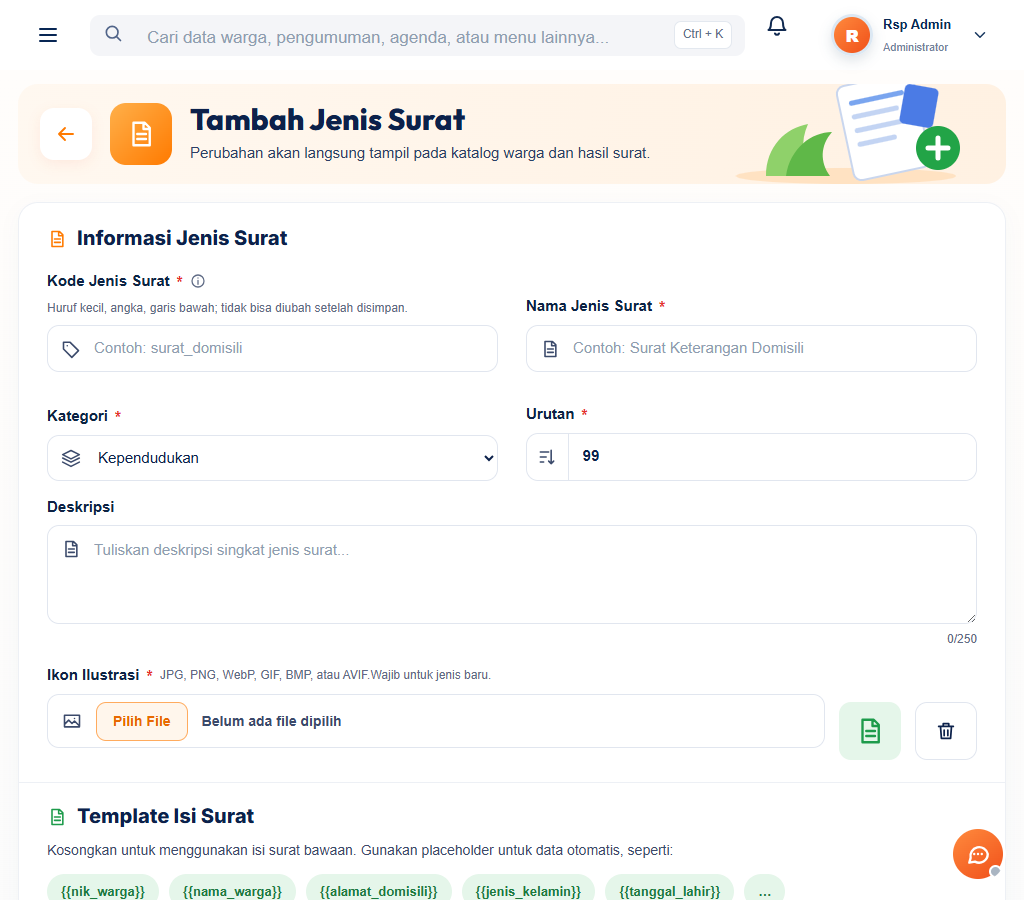 Cari data warga, pengumuman, agenda, atau menu lainnya...
Ctrl + K
R
Rsp Admin
Administrator
Tambah Jenis Surat
Perubahan akan langsung tampil pada katalog warga dan hasil surat.
Informasi Jenis Surat
Kode Jenis Surat *
Huruf kecil, angka, garis bawah; tidak bisa diubah setelah disimpan.
Contoh: surat_domisili
Nama Jenis Surat *
Contoh: Surat Keterangan Domisili
Kategori *
Kependudukan
Urutan *
99
Deskripsi
Tuliskan deskripsi singkat jenis surat...
0/250
Ikon Ilustrasi * JPG, PNG, WebP, GIF, BMP, atau AVIF.Wajib untuk jenis baru.
Pilih File
Belum ada file dipilih
Template Isi Surat
Kosongkan untuk menggunakan isi surat bawaan. Gunakan placeholder untuk data otomatis, seperti:
{{nik_warga}} {{nama_warga}} {{alamat_domisili}} {{jenis_kelamin}} {{tanggal_lahir}} ...